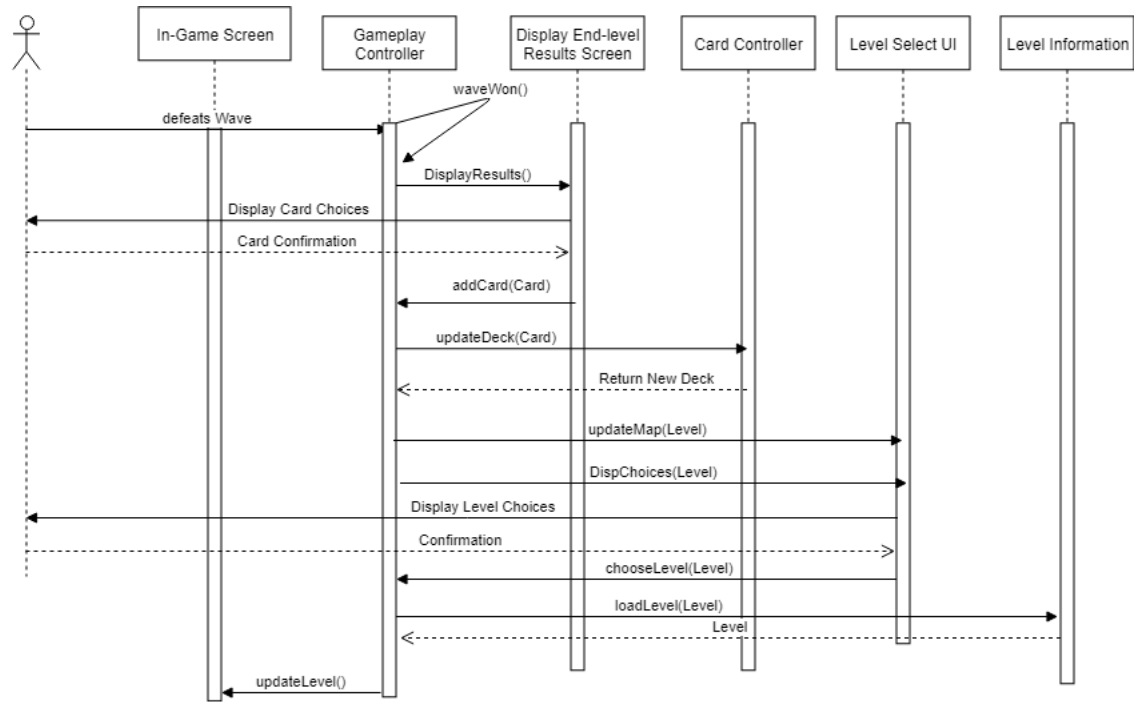 In-Game Screen
Gameplay
Controller
Display End-level
Results Screen
Card Controller
Level Select UI
Level Information
waveWon()
defeats Wave
DisplayResults()
Display Card Choices
Card Confirmation
addCard(Card)
updateDeck(Card)
Return New Deck
updateMap(Level)
DispChoices(Level)
Display Level Choices
Confirmation
chooseLevel(Level)
loadLevel(Level)
Level
updateLevel()